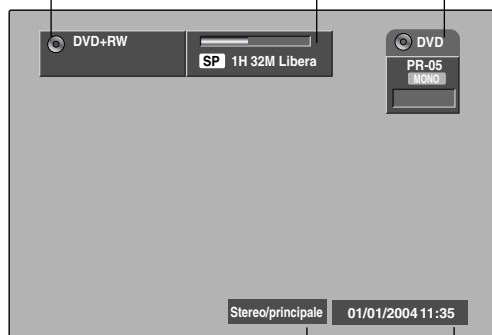 DVD+RW
SP 1H 32M Libera
DVD
PR-05
MONO
Stereo/principale
01/01/2004 11:35